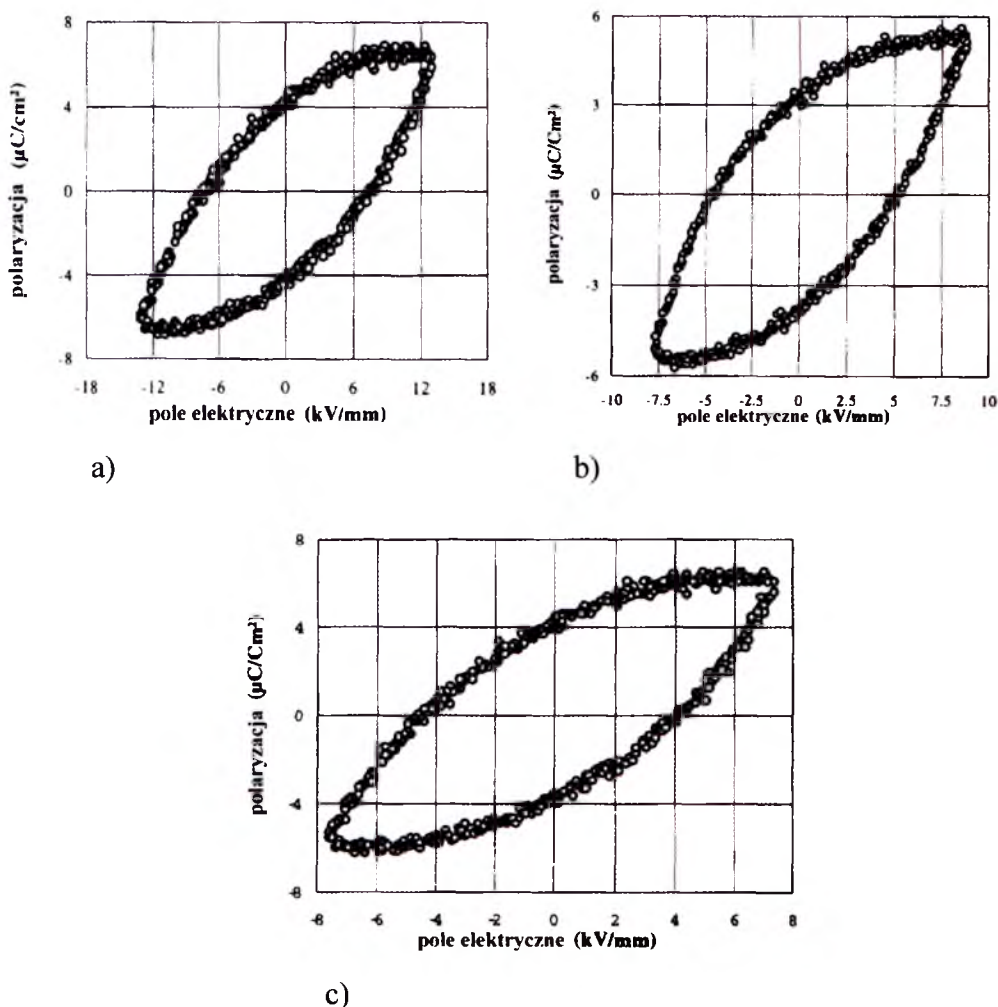 8
4
0
-4
-8
-18 -12 -6 0 6 12 18
polaryzacja (µC/cm²)
pole elektryczne (kV/mm)
a)
6
3
0
-3
-6
-10 -7.5 -5 -2.5 0 2.5 5 7.5 10
polaryzacja (µC/Cm²)
pole elektryczne (kV/mm)
b)
8
4
0
-4
-8
-8 -6 -4 -2 0 2 4 6 8
polaryzacja (µC/Cm²)
pole elektryczne (kV/mm)
c)